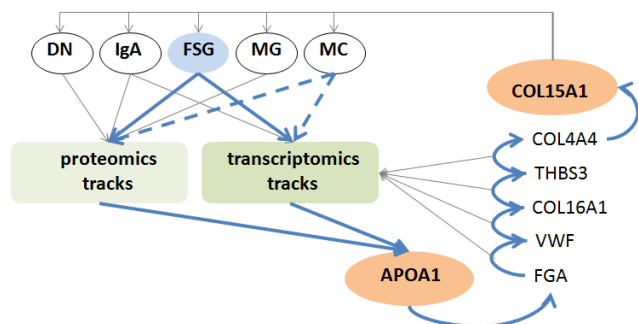 DN IgA FSG MG MC
COL15A1
COL4A4
proteomics
tracks
transcriptomics
tracks
THBS3
COL16A1
VWF
APOA1
FGA